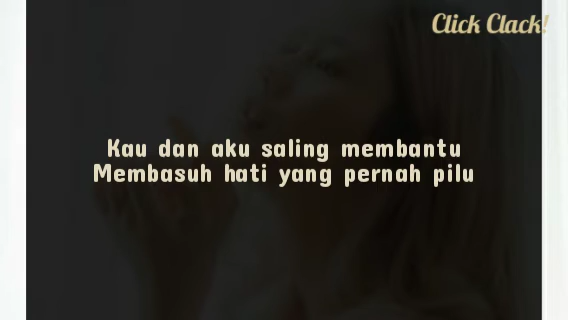 Click Clack!
Kau dan aku saling membantu
Membasuh hati yang pernah pilu